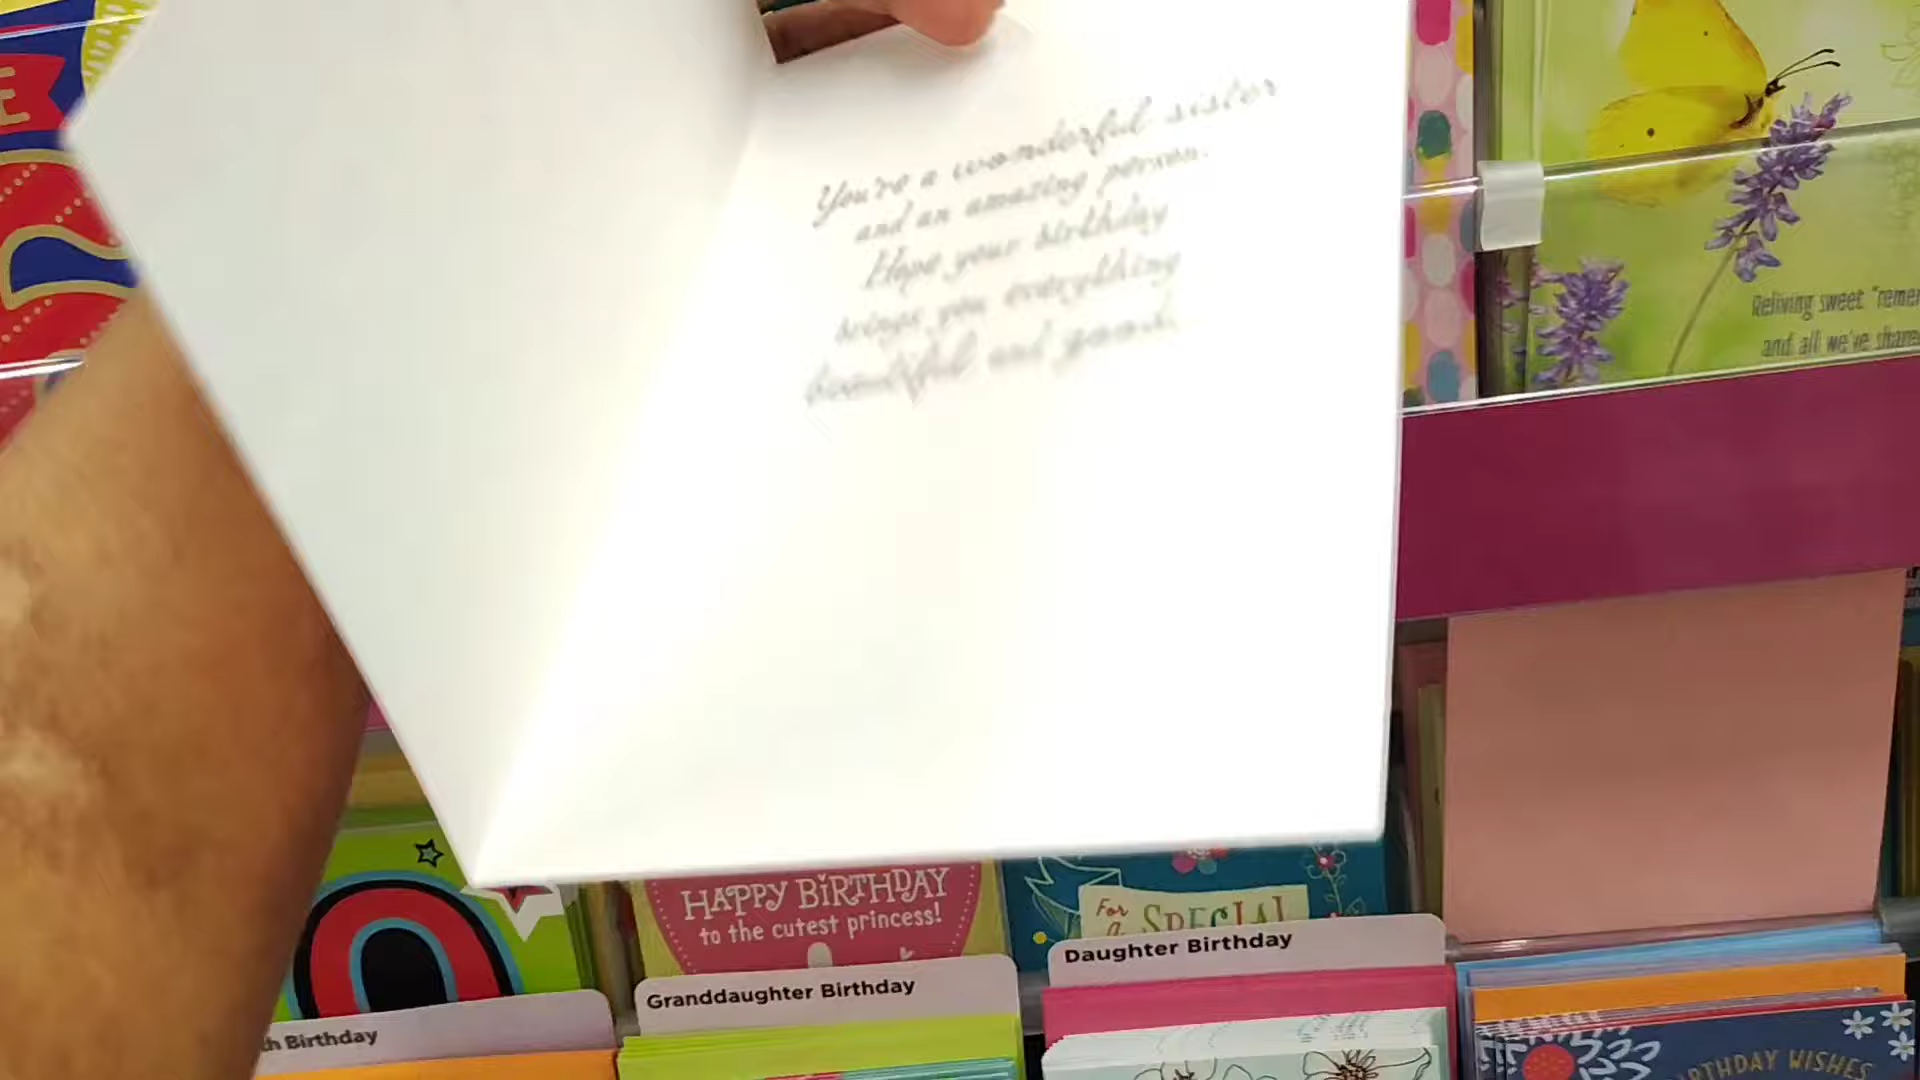 E
You're a wonderful sister
and an amazing person.
Hope your birthday
brings you everything
beautiful and good.
Reliving sweet "remem
and all we've share
HAPPY BIRTHDAY
to the cutest princess!
For
a SPECIAL
Daughter Birthday
Granddaughter Birthday
th Birthday
RTHDAY WISHES